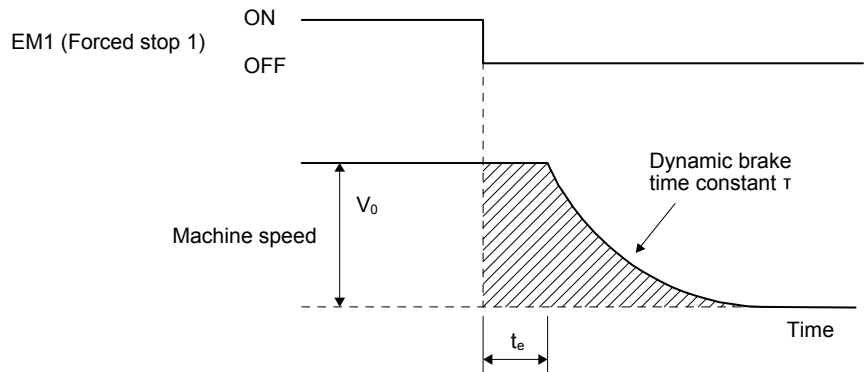 ON
EM1 (Forced stop 1)
OFF
Dynamic brake
time constant τ
V₀
Machine speed
Time
tₑ